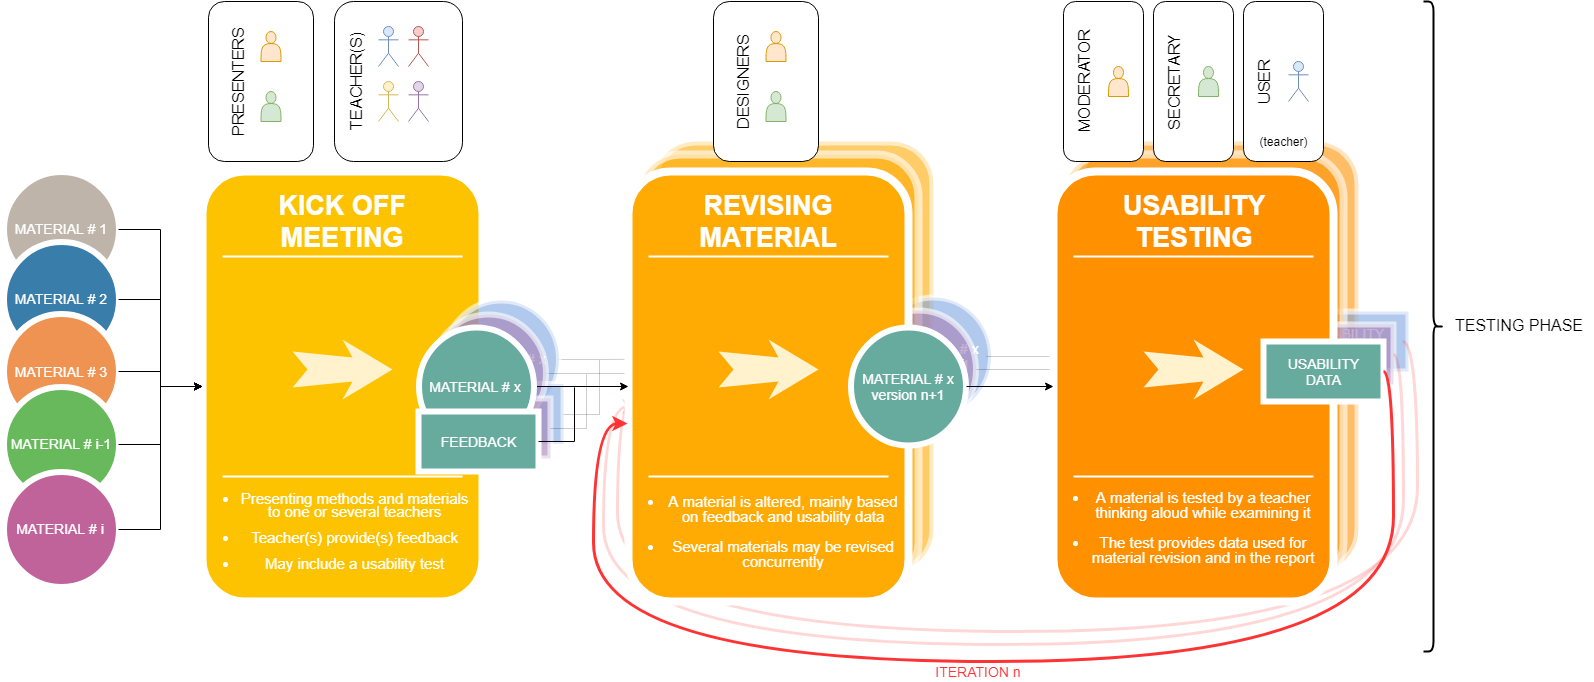 PRESENTERS
TEACHER(S)
DESIGNERS
MODERATOR
SECRETARY
USER
(teacher)
MATERIAL # 1
MATERIAL # 2
MATERIAL # 3
MATERIAL # i-1
MATERIAL # i
KICK OFF
MEETING
MATERIAL # x
FEEDBACK
Presenting methods and materials
to one or several teachers
Teacher(s) provide(s) feedback
May include a usability test
REVISING
MATERIAL
# x
MATERIAL # x
version n+1
A material is altered, mainly based
on feedback and usability data
Several materials may be revised
concurrently
USABILITY
TESTING
USABILITY
DATA
A material is tested by a teacher
thinking aloud while examining it
The test provides data used for
material revision and in the report
TESTING PHASE
ITERATION n